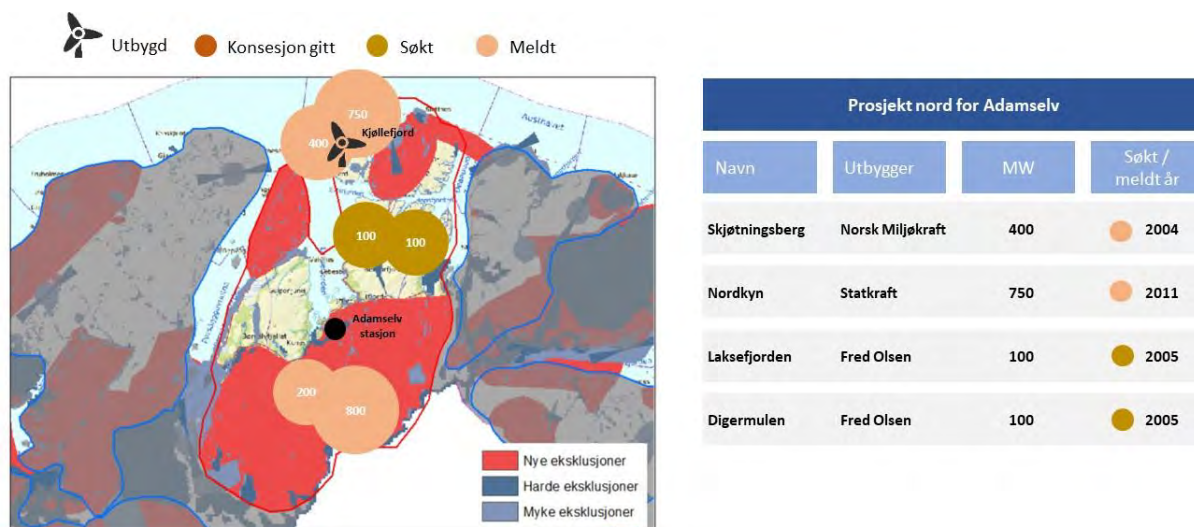 Utbygd
Konsesjon gitt
Søkt
Meldt
750
400
Kjøllefjord
100
100
Adamselv
stasjon
200
800
Nye eksklusjoner
Harde eksklusjoner
Myke eksklusjoner
Prosjekt nord for Adamselv
Navn
Utbygger
MW
Søkt /
meldt år
Skjøtningsberg Norsk Miljøkraft 400 2004
Nordkyn Statkraft 750 2011
Laksefjorden Fred Olsen 100 2005
Digermulen Fred Olsen 100 2005